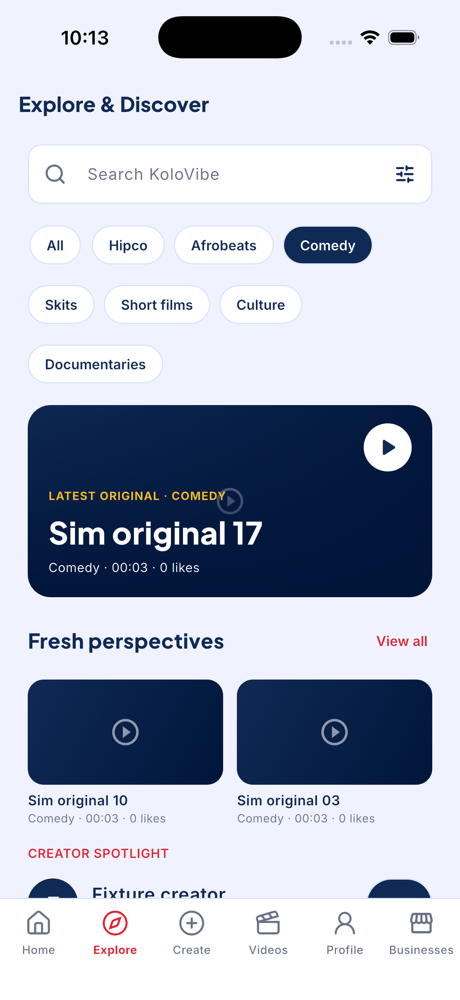 10:13
Explore & Discover
Search KoloVibe
All Hipco Afrobeats Comedy
Skits Short films Culture
Documentaries
LATEST ORIGINAL · COMEDY
Sim original 17
Comedy · 00:03 · 0 likes
Fresh perspectives View all
Sim original 10 Sim original 03
Comedy · 00:03 · 0 likes Comedy · 00:03 · 0 likes
CREATOR SPOTLIGHT
Fixture creator
Home Explore Create Videos Profile Businesses